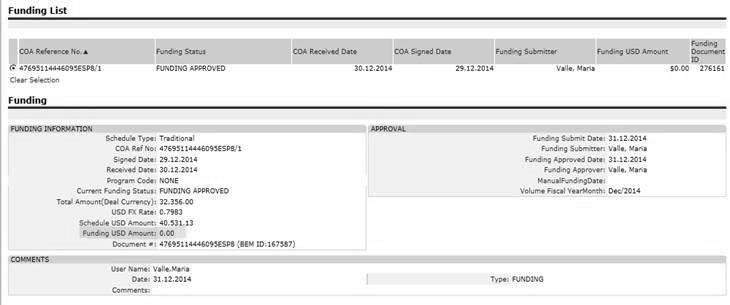 Funding List
COA Reference No.▲ Funding Status COA Received Date COA Signed Date Funding Submitter Funding USD Amount Funding Document ID
47695114446095ESP8/1 FUNDING APPROVED 30.12.2014 29.12.2014 Valle, Maria $0.00 276161
Clear Selection
Funding
FUNDING INFORMATION
Schedule Type: Traditional
COA Ref No: 47695114446095ESP8/1
Signed Date: 29.12.2014
Received Date: 30.12.2014
Program Code: NONE
Current Funding Status: FUNDING APPROVED
Total Amount(Deal Currency): 32,356.00
USD FX Rate: 0.7983
Schedule USD Amount: 40.531.13
Funding USD Amount: 0.00
Document #: 47695114446095ESP8 (BEM ID:167587)
APPROVAL
Funding Submit Date: 31.12.2014
Funding Submitter: Valle, Maria
Funding Approved Date: 31.12.2014
Funding Approver: Valle, Maria
ManualFundingDate:
Volume Fiscal YearMonth: Dec/2014
COMMENTS
User Name: Valle,Maria
Date: 31.12.2014 Type: FUNDING
Comments: